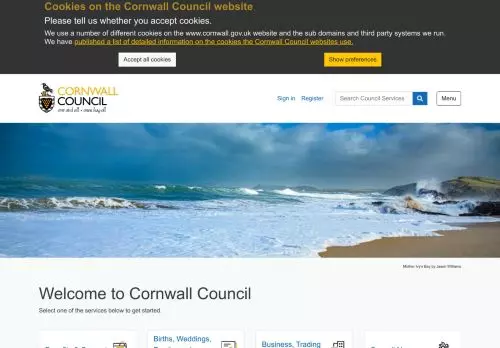 Cookies on the Cornwall Council website
Please tell us whether you accept cookies.
We use a number of different cookies on the www.cornwall.gov.uk website and the sub domains and third party systems we run.
We have published a list of detailed information on the cookies the Cornwall Council websites use.
Accept all cookies
Show preferences
CORNWALL
COUNCIL
one and all • onen hag oll
Sign in
Register
Search Council Services
Menu
Mother Ivy's Bay by Jason Williams
Welcome to Cornwall Council
Select one of the services below to get started.
Births, Weddings,
Business, Trading